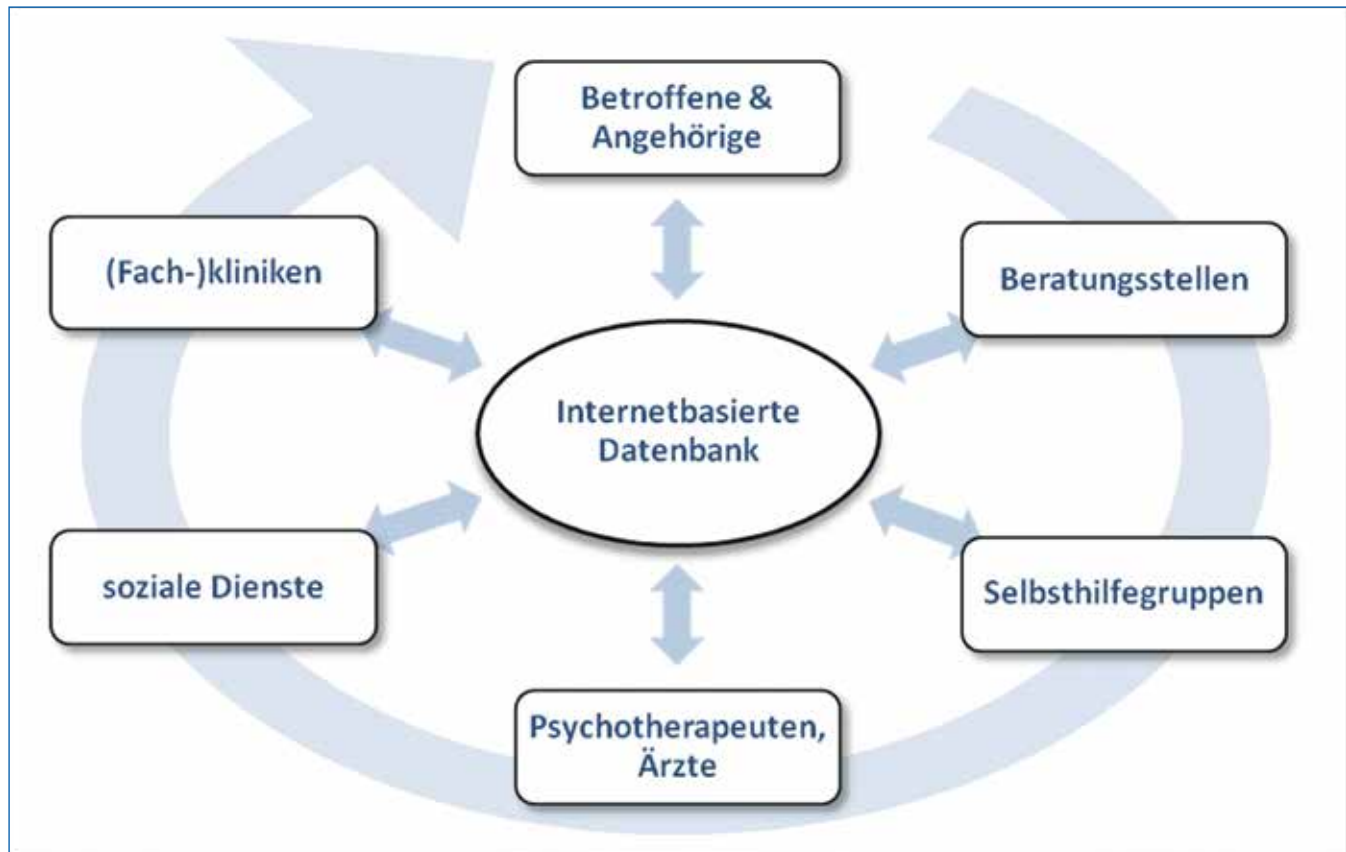 Betroffene &
Angehörige
(Fach-)kliniken
Beratungsstellen
Internetbasierte
Datenbank
soziale Dienste
Selbsthilfegruppen
Psychotherapeuten,
Ärzte